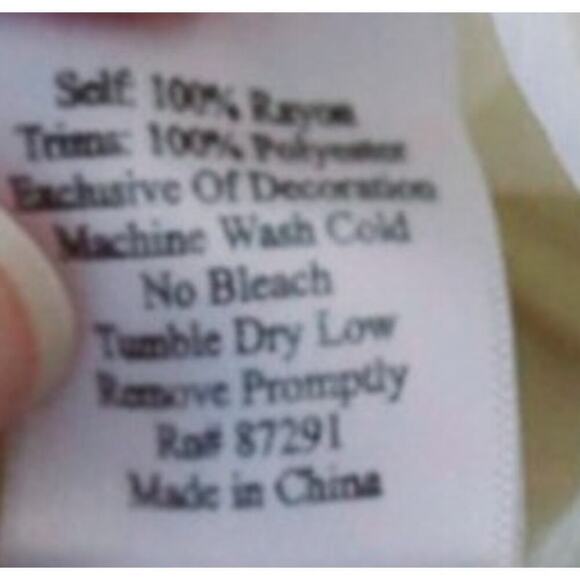 Self: 100% Rayon
Trims: 100% Polyester
Exclusive Of Decoration
Machine Wash Cold
No Bleach
Tumble Dry Low
Remove Promptly
Rn# 87291
Made in China